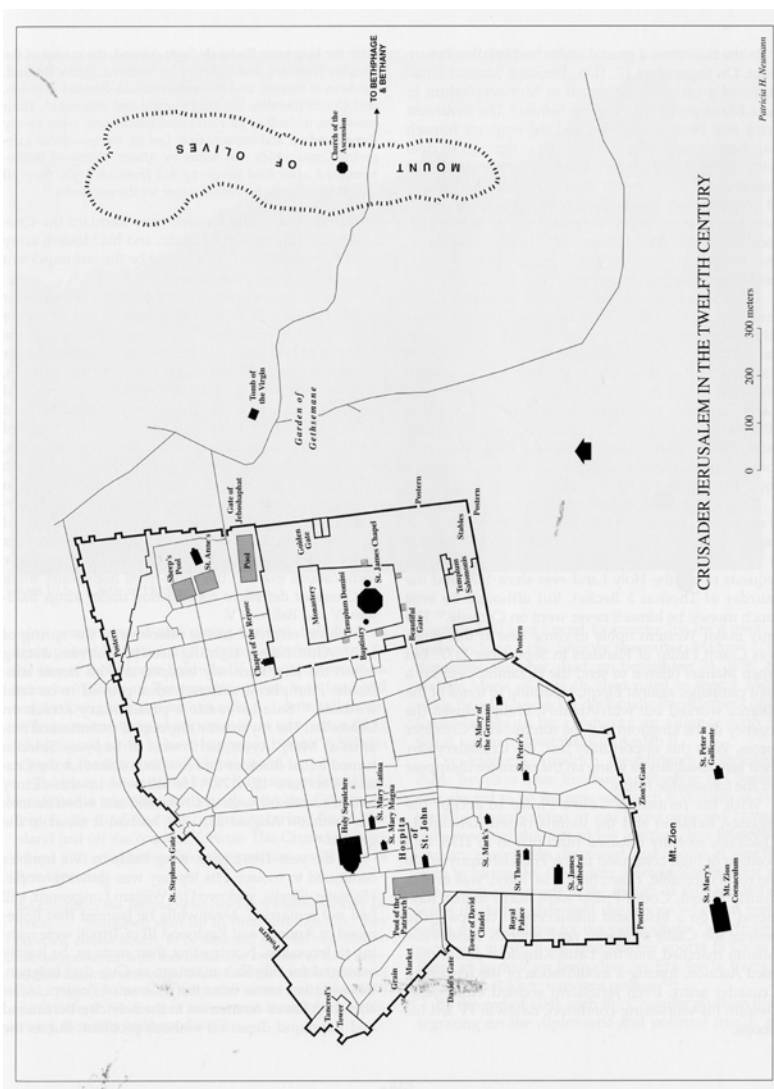 CRUSADER JERUSALEM IN THE TWELFTH CENTURY
0 100 200 300 meters
Patricia H. Neumann
TO BETHPHAGE
& BETHANY
MOUNT OF OLIVES
Church of the
Ascension
Tomb of
the Virgin
Garden of
Gethsemane
Gate of
Jehoshaphat
Postern
Sheep's
Pool
St. Anne's
Pool
Golden
Gate
Chapel of the Repose
Monastery
Templum Domini
St. James Chapel
Baptistry
Beautiful
Gate
Templum
Salomonis
Stables
Postern
Postern
Postern
St. Stephen's Gate
Postern
Holy Sepulchre
St. Mary Latina
St. Mary Magna
Hospital
of
St. John
Pool of the
Patriarch
Grain
Market
Tancred's
Tower
David's Gate
Tower of David
Citadel
Royal
Palace
St. Mary of
the Germans
St. Peter's
St. Mark's
St. Thomas
St. James
Cathedral
Zion's Gate
Postern
St. Peter in
Gallicante
Mt. Zion
St. Mary's
Mt. Zion
Coenaculum